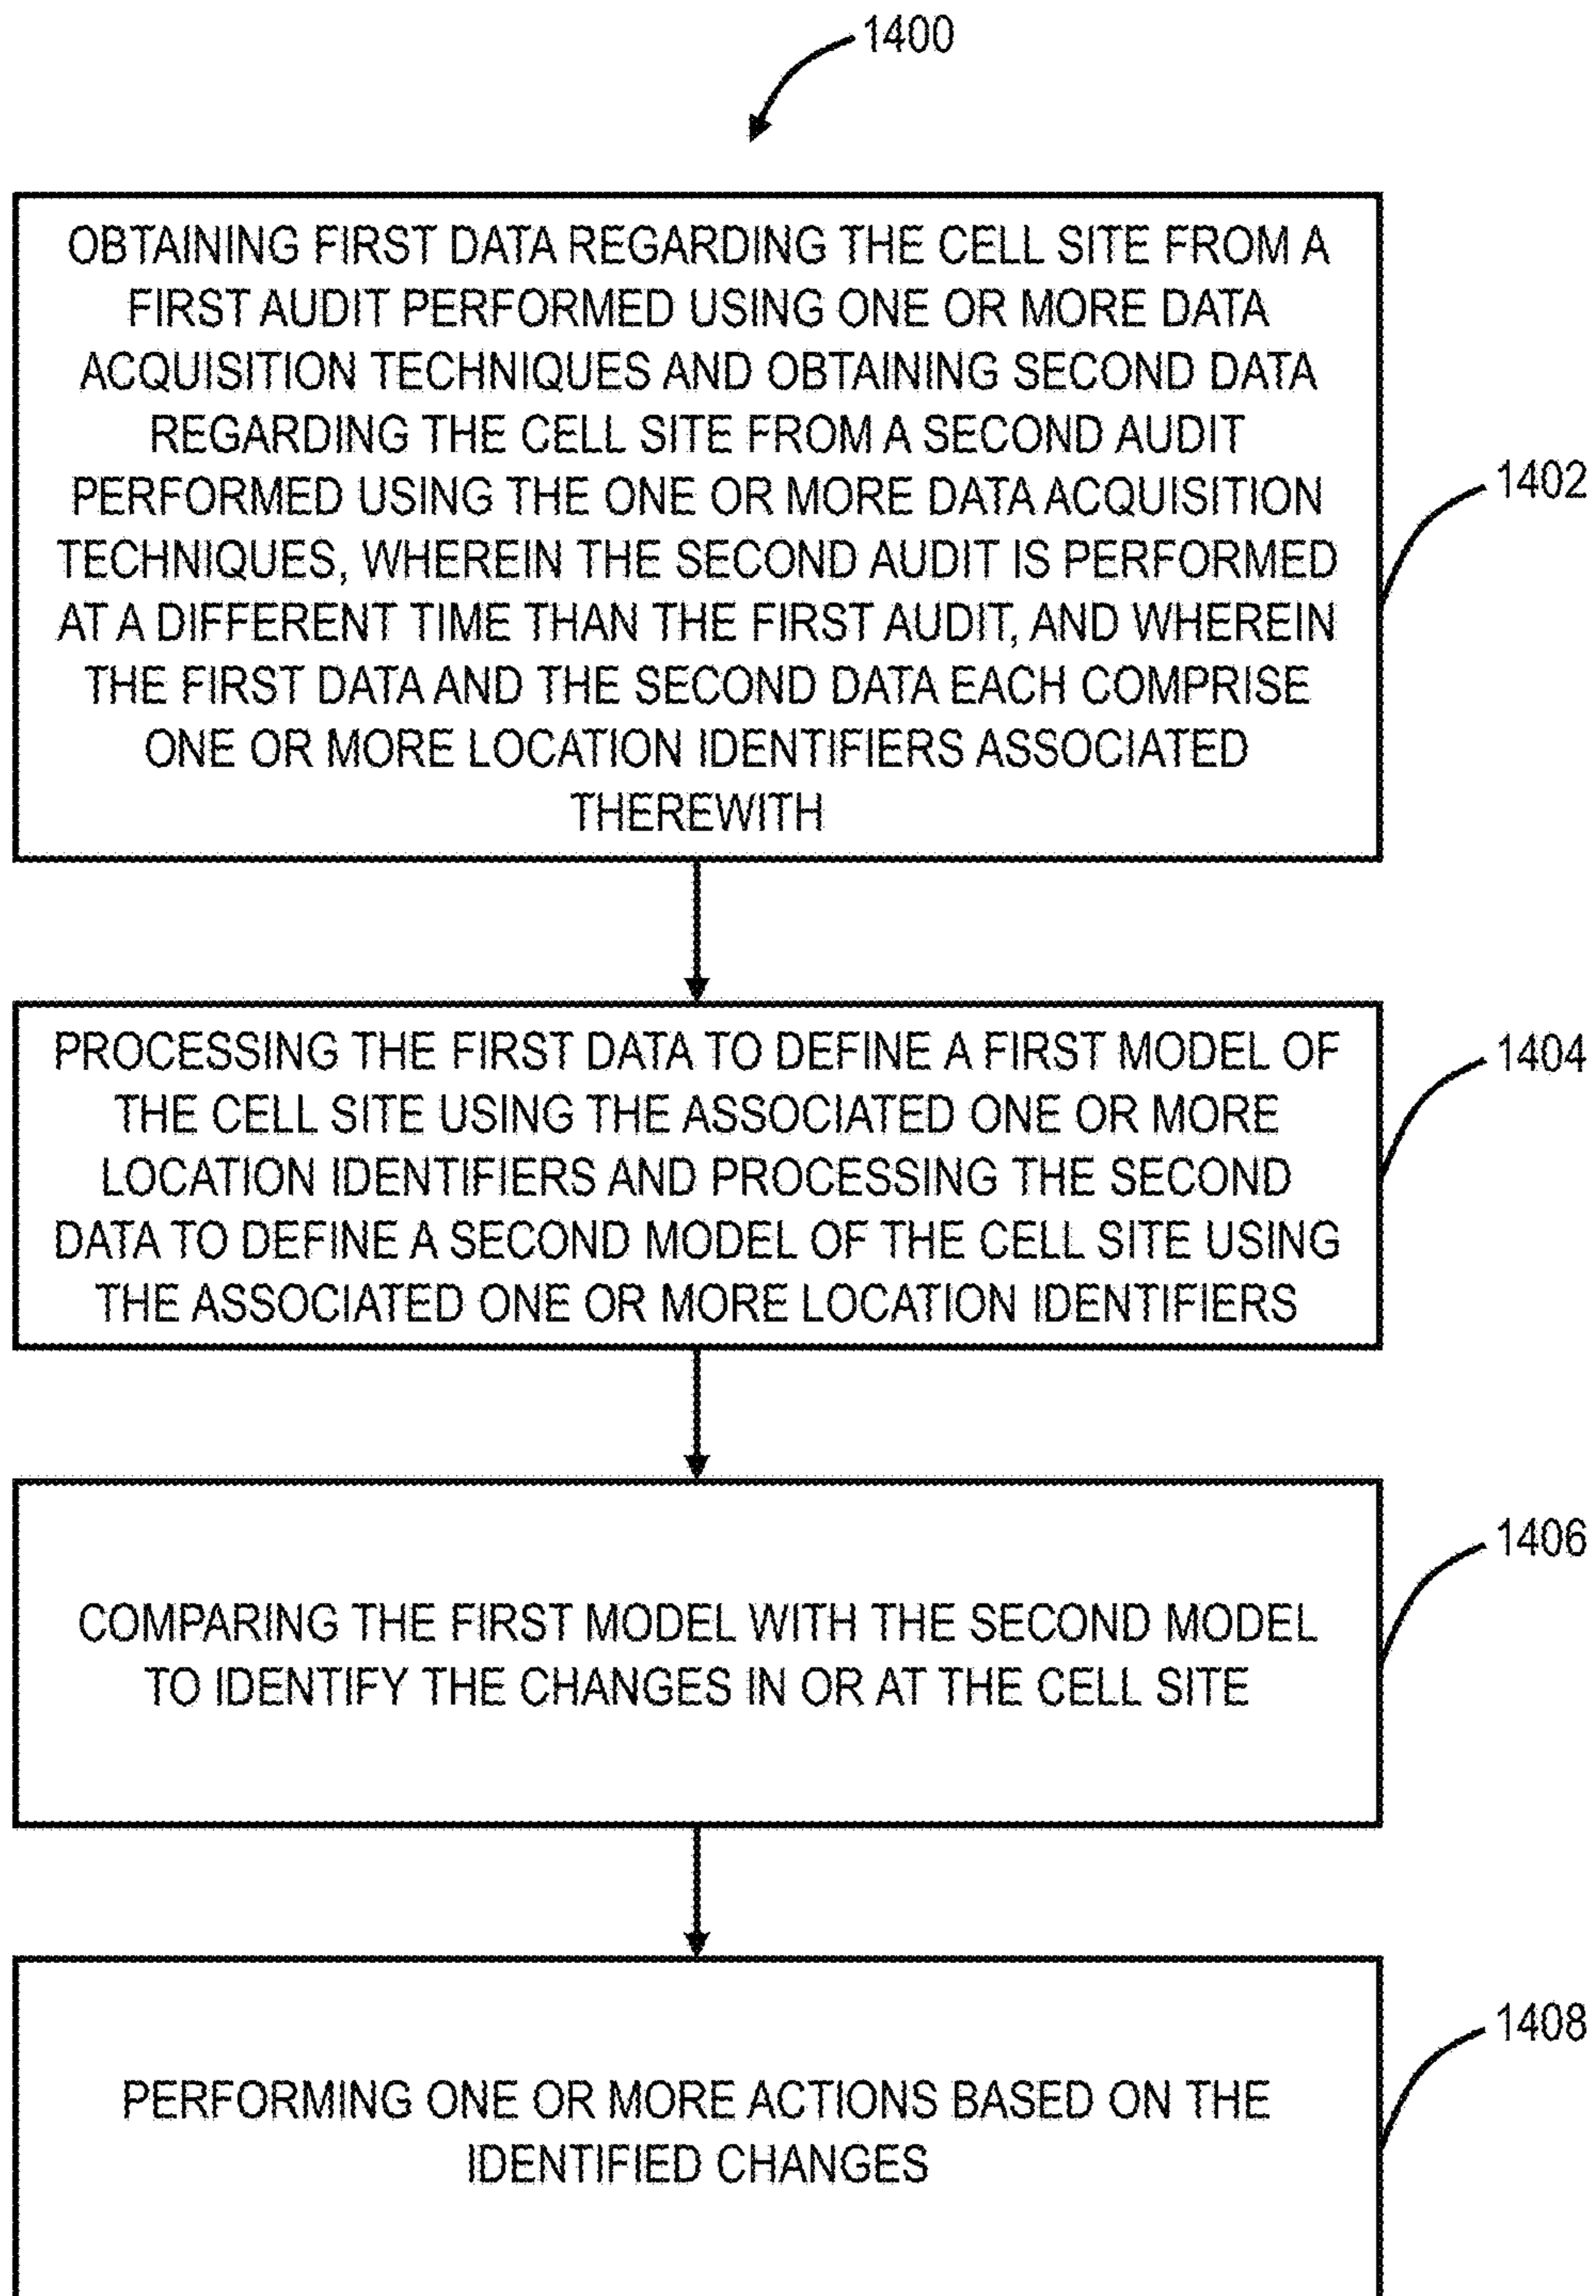 1400
OBTAINING FIRST DATA REGARDING THE CELL SITE FROM A
FIRST AUDIT PERFORMED USING ONE OR MORE DATA
ACQUISITION TECHNIQUES AND OBTAINING SECOND DATA
REGARDING THE CELL SITE FROM A SECOND AUDIT
PERFORMED USING THE ONE OR MORE DATA ACQUISITION
TECHNIQUES, WHEREIN THE SECOND AUDIT IS PERFORMED
AT A DIFFERENT TIME THAN THE FIRST AUDIT, AND WHEREIN
THE FIRST DATA AND THE SECOND DATA EACH COMPRISE
ONE OR MORE LOCATION IDENTIFIERS ASSOCIATED
THEREWITH
1402
PROCESSING THE FIRST DATA TO DEFINE A FIRST MODEL OF
THE CELL SITE USING THE ASSOCIATED ONE OR MORE
LOCATION IDENTIFIERS AND PROCESSING THE SECOND
DATA TO DEFINE A SECOND MODEL OF THE CELL SITE USING
THE ASSOCIATED ONE OR MORE LOCATION IDENTIFIERS
1404
COMPARING THE FIRST MODEL WITH THE SECOND MODEL
TO IDENTIFY THE CHANGES IN OR AT THE CELL SITE
1406
PERFORMING ONE OR MORE ACTIONS BASED ON THE
IDENTIFIED CHANGES
1408